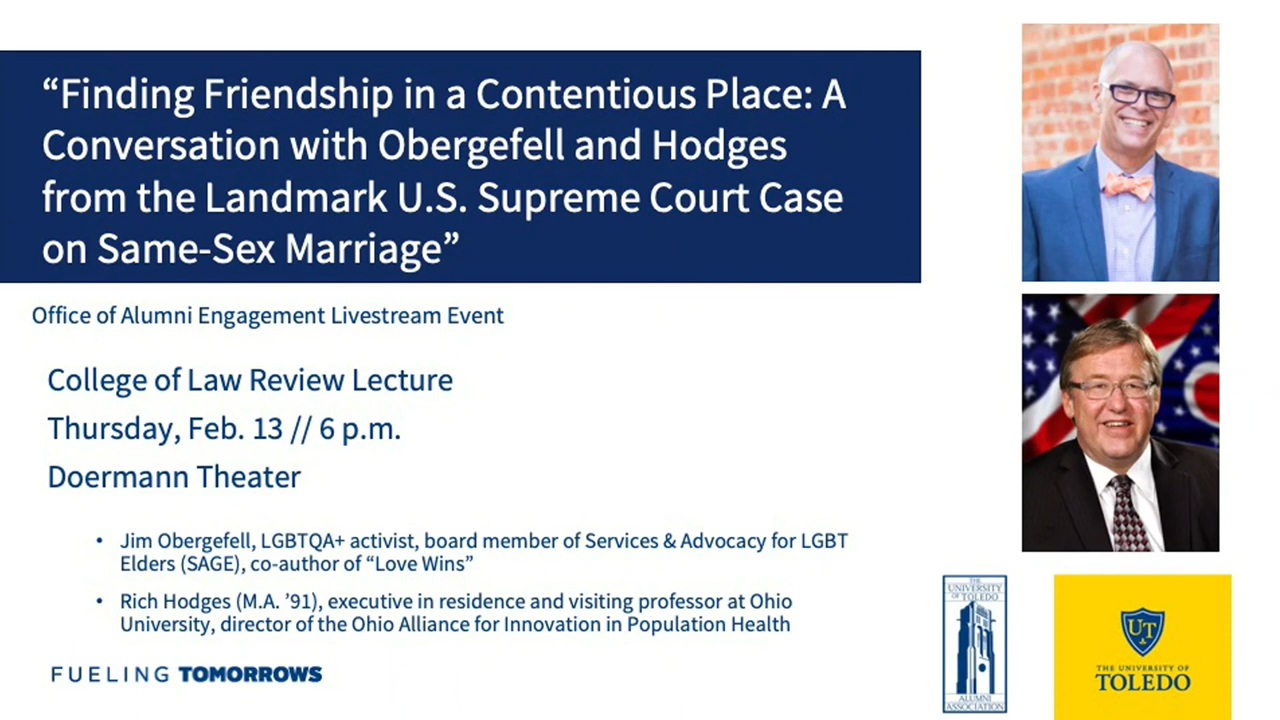 “Finding Friendship in a Contentious Place: A
Conversation with Obergefell and Hodges
from the Landmark U.S. Supreme Court Case
on Same-Sex Marriage”
Office of Alumni Engagement Livestream Event
College of Law Review Lecture
Thursday, Feb. 13 // 6 p.m.
Doermann Theater
• Jim Obergefell, LGBTQA+ activist, board member of Services & Advocacy for LGBT
Elders (SAGE), co-author of “Love Wins”
• Rich Hodges (M.A. ’91), executive in residence and visiting professor at Ohio
University, director of the Ohio Alliance for Innovation in Population Health
FUELING TOMORROWS
THE
UNIVERSITY
OF TOLEDO
ALUMNI
ASSOCIATION
UT
THE UNIVERSITY OF
TOLEDO